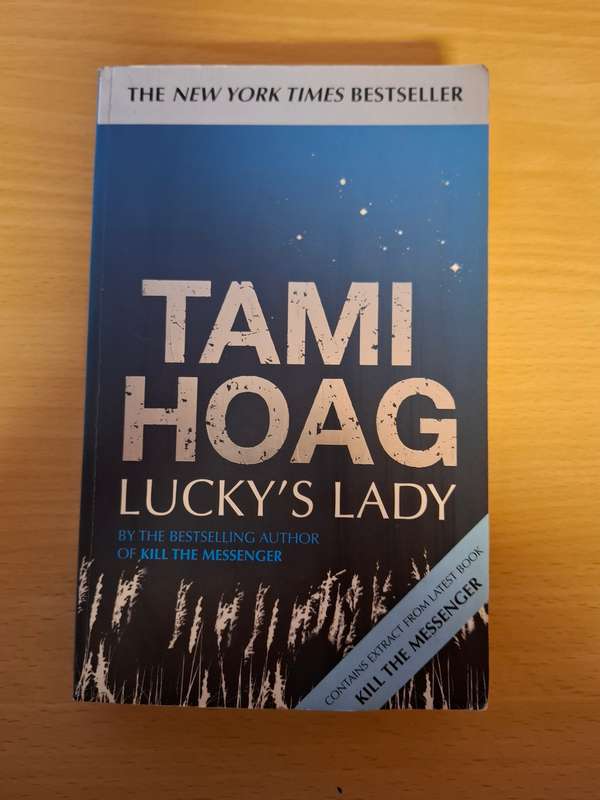 THE NEW YORK TIMES BESTSELLER
TAMI
HOAG
LUCKY'S LADY
BY THE BESTSELLING AUTHOR
OF KILL THE MESSENGER
CONTAINS EXTRACT FROM LATEST BOOK
KILL THE MESSENGER